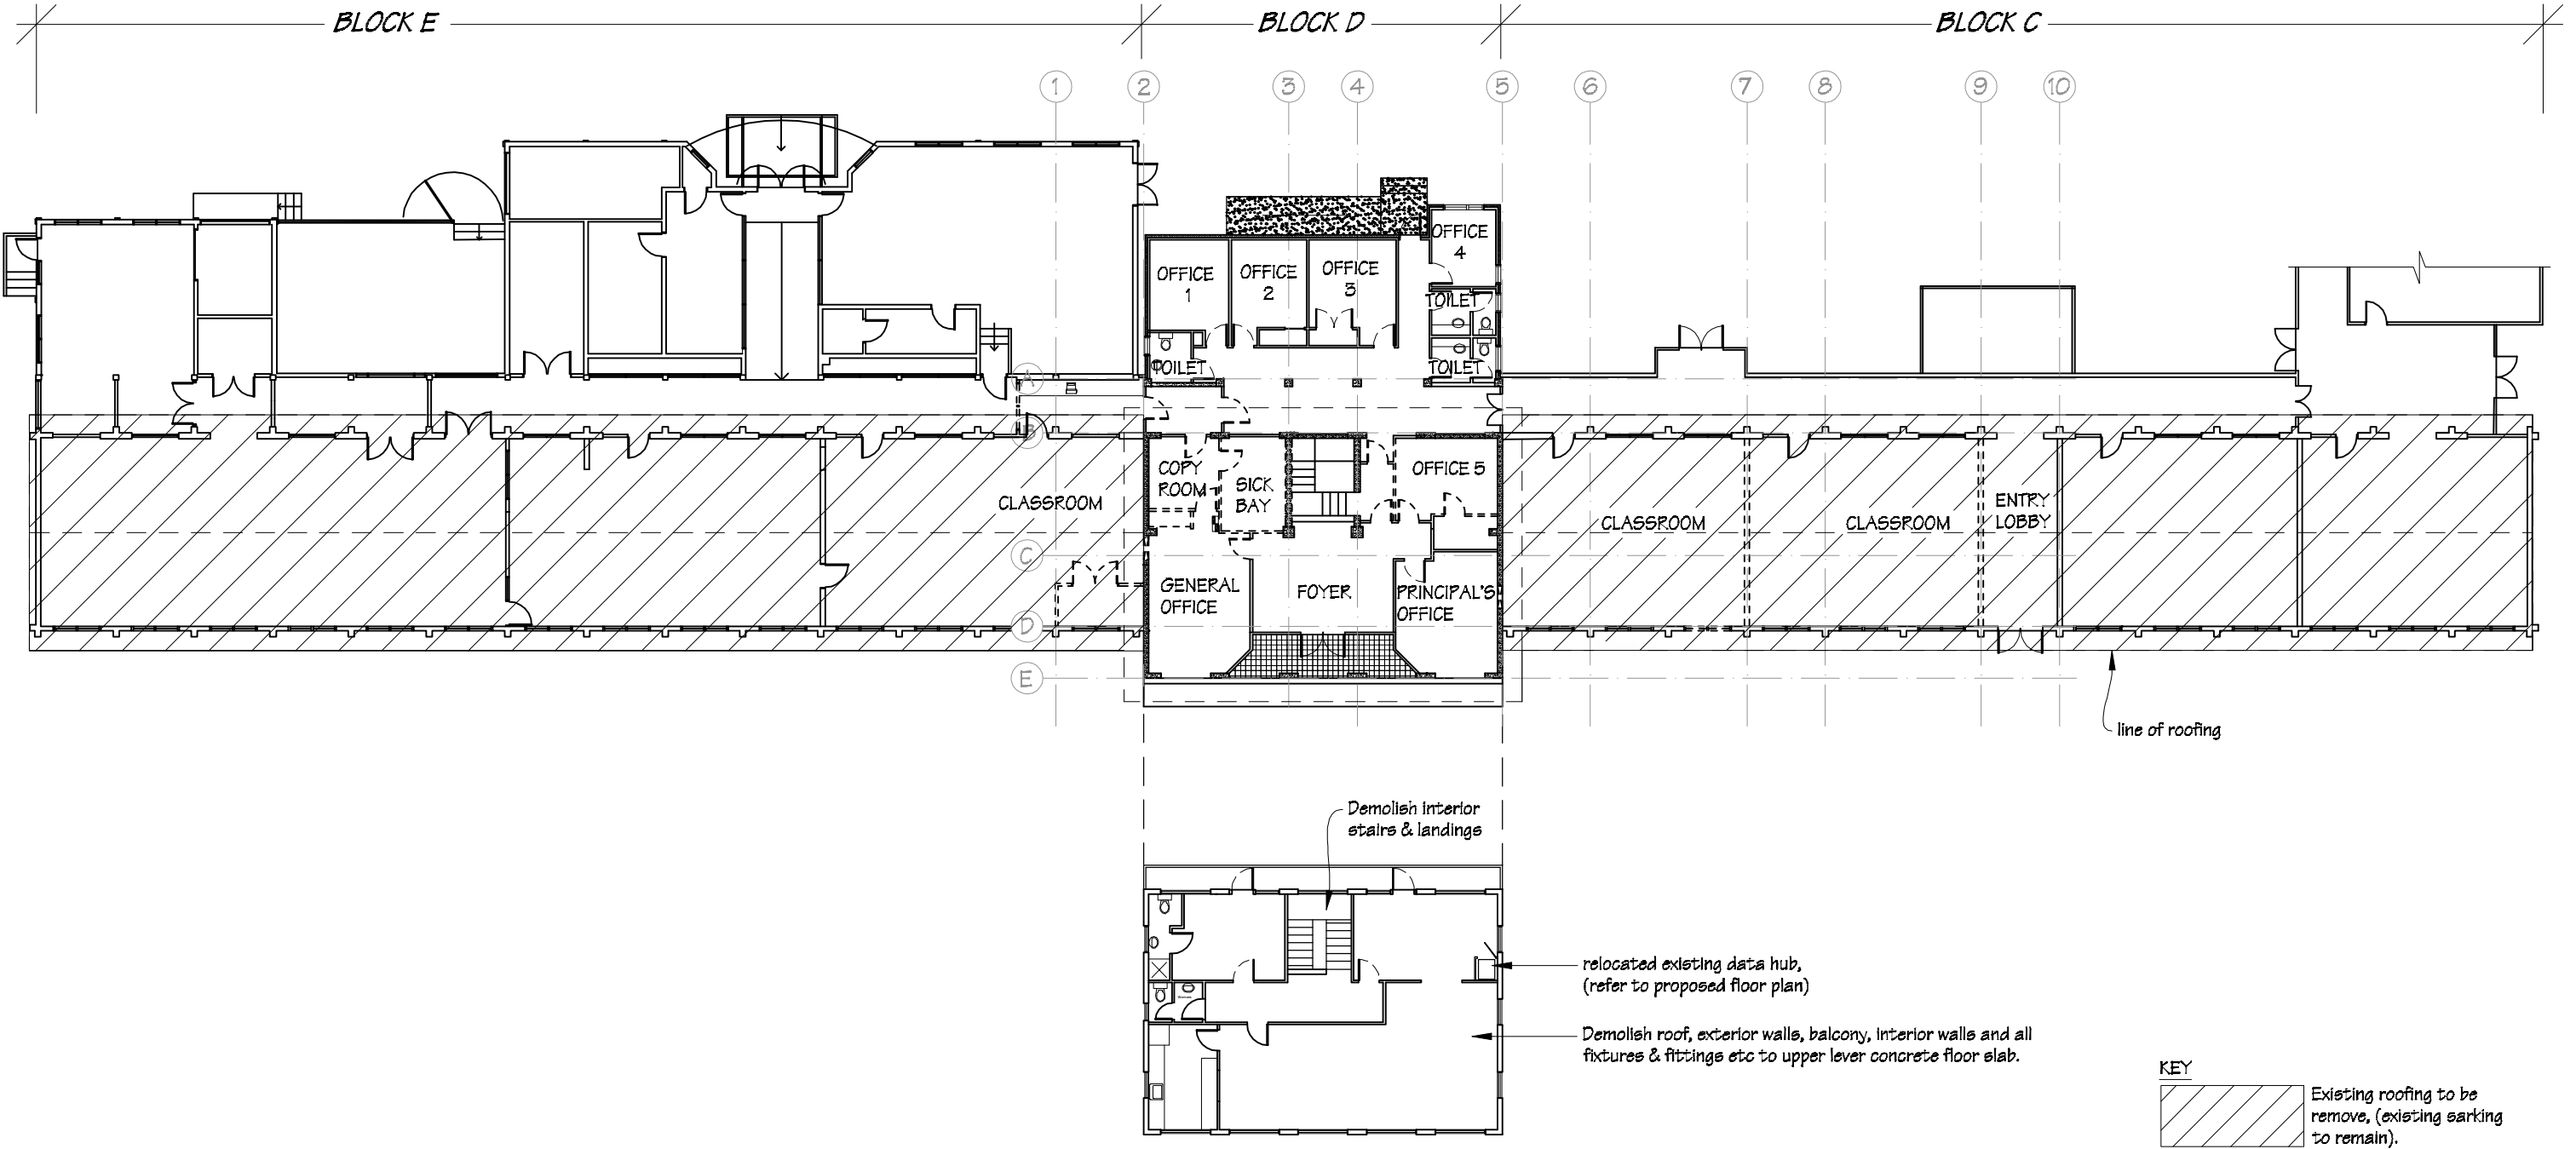 BLOCK E
BLOCK D
BLOCK C
1
2
3
4
5
6
7
8
9
10
OFFICE
1
OFFICE
2
OFFICE
3
OFFICE
4
TOILET
TOILET
TOILET
A
B
COPY
ROOM
SICK
BAY
OFFICE 5
CLASSROOM
CLASSROOM
CLASSROOM
ENTRY
LOBBY
C
GENERAL
OFFICE
FOYER
PRINCIPAL'S
OFFICE
D
E
line of roofing
Demolish interior
stairs & landings
relocated existing data hub,
(refer to proposed floor plan)
Demolish roof, exterior walls, balcony, interior walls and all
fixtures & fittings etc to upper lever concrete floor slab.
KEY
Existing roofing to be
remove, (existing sarking
to remain).